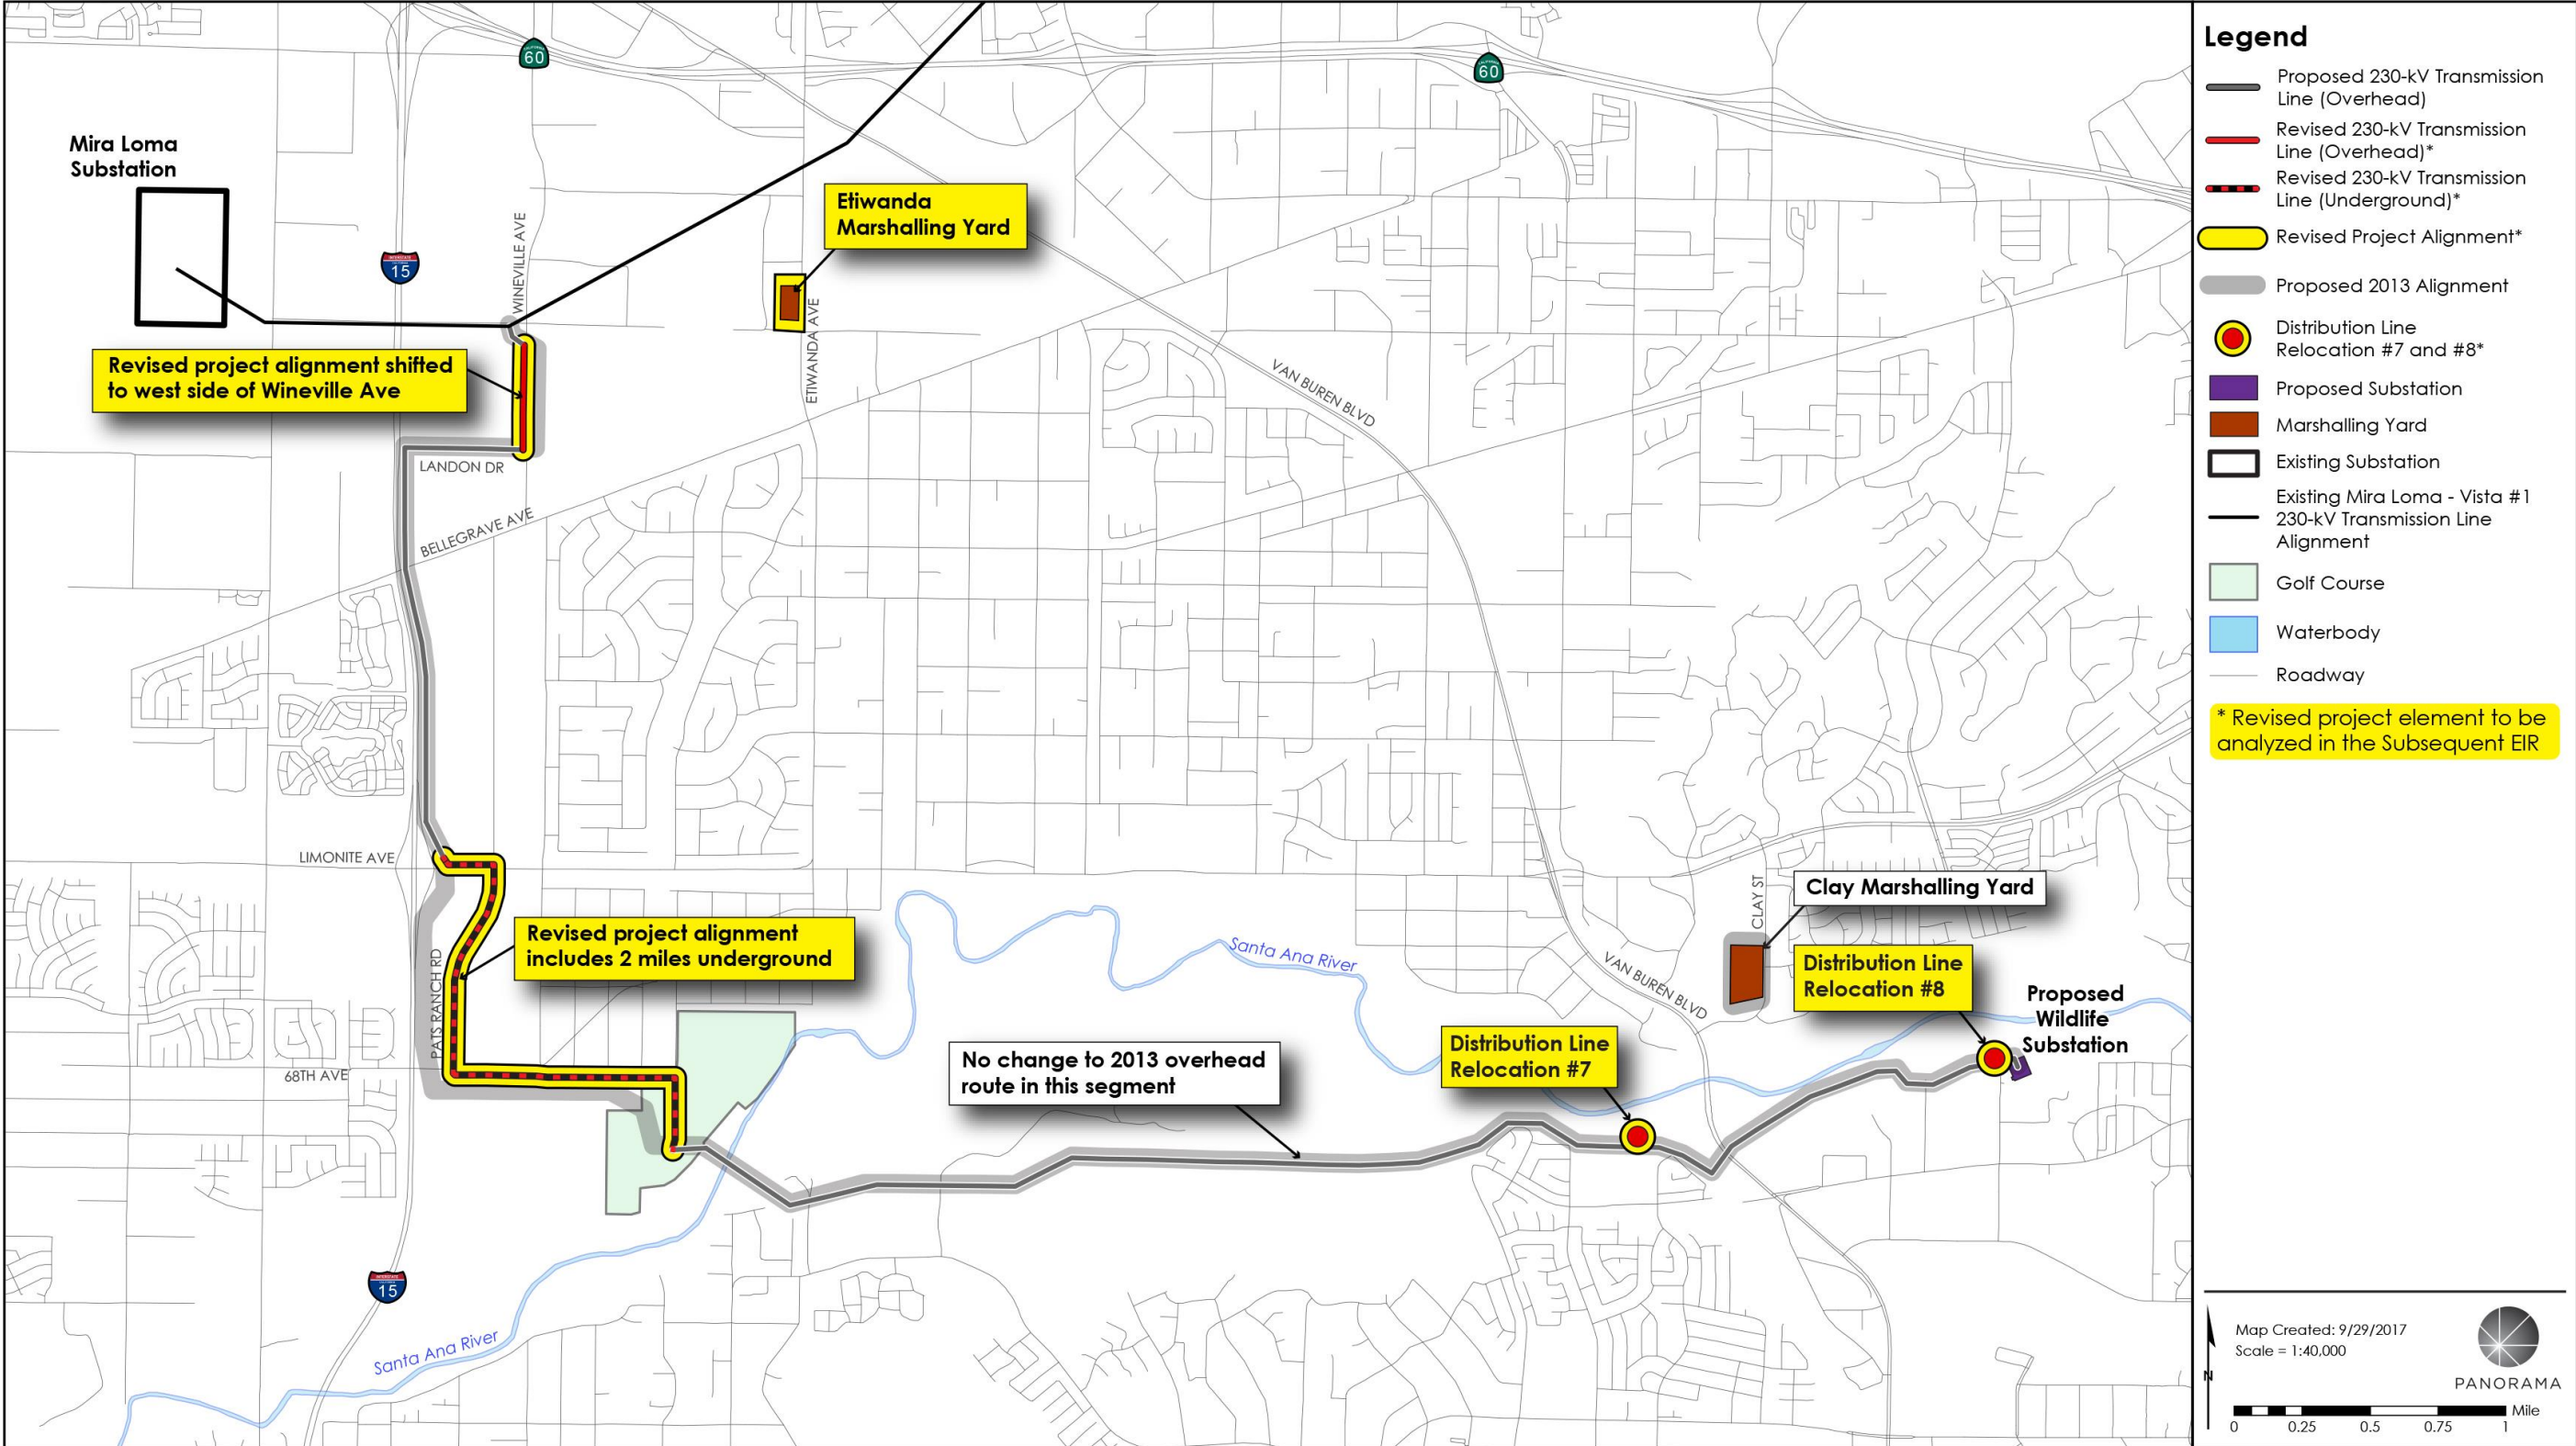 CALIFORNIA
60
CALIFORNIA
60
Mira Loma
Substation
INTERSTATE
CALIFORNIA
15
WINEVILLE AVE
Etiwanda
Marshalling Yard
ETIWANDA AVE
Revised project alignment shifted
to west side of Wineville Ave
VAN BUREN BLVD
LANDON DR
BELLEGRAVE AVE
LIMONITE AVE
Revised project alignment
includes 2 miles underground
PATS RANCH RD
68TH AVE
Santa Ana River
Clay Marshalling Yard
CLAY ST
VAN BUREN BLVD
Distribution Line
Relocation #8
Proposed
Wildlife
Substation
Distribution Line
Relocation #7
No change to 2013 overhead
route in this segment
INTERSTATE
CALIFORNIA
15
Santa Ana River
Legend
Proposed 230-kV Transmission
Line (Overhead)
Revised 230-kV Transmission
Line (Overhead)*
Revised 230-kV Transmission
Line (Underground)*
Revised Project Alignment*
Proposed 2013 Alignment
Distribution Line
Relocation #7 and #8*
Proposed Substation
Marshalling Yard
Existing Substation
Existing Mira Loma - Vista #1
230-kV Transmission Line
Alignment
Golf Course
Waterbody
Roadway
* Revised project element to be
analyzed in the Subsequent EIR
Map Created: 9/29/2017
Scale = 1:40,000
N
PANORAMA
Mile
0 0.25 0.5 0.75 1